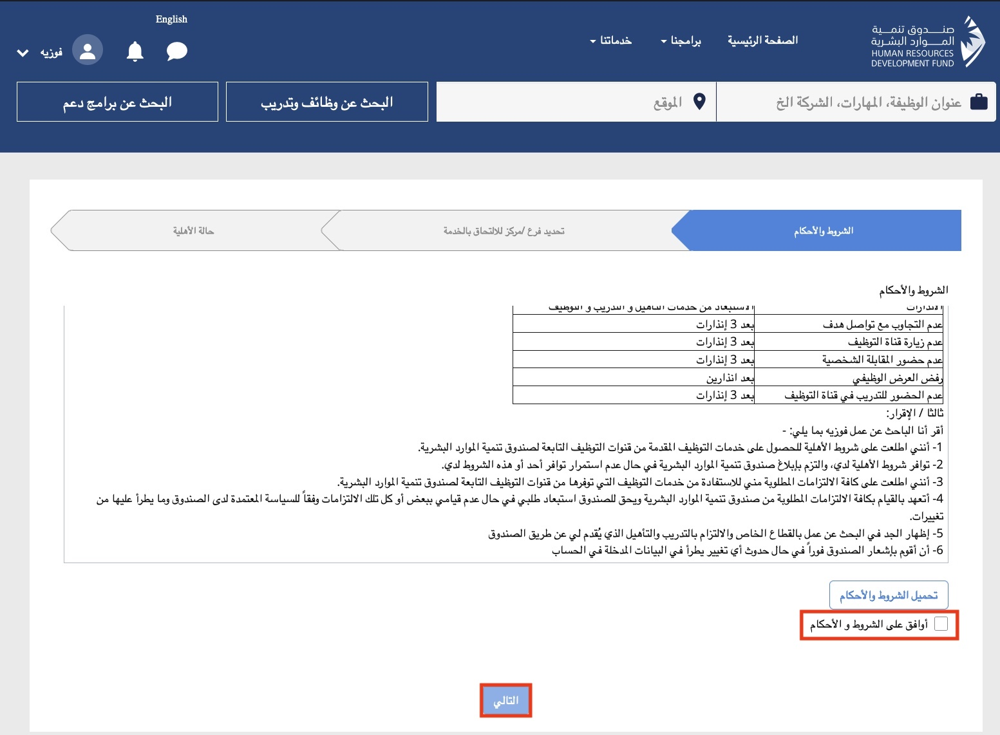 صندوق تنمية
الموارد البشرية
HUMAN RESOURCES
DEVELOPMENT FUND
الصفحة الرئيسية
برامجنا
خدماتنا
English
فوزيه
عنوان الوظيفة، المهارات، الشركة الخ
الموقع
البحث عن وظائف وتدريب
البحث عن برامج دعم
الشروط والأحكام
تحديد فرع /مركز للالتحاق بالخدمة
حالة الأهلية
الشروط والأحكام
الانذارات الاستبعاد من خدمات التأهيل و التدريب و التوظيف
عدم التجاوب مع تواصل هدف بعد 3 إنذارات
عدم زيارة قناة التوظيف بعد 3 إنذارات
عدم حضور المقابلة الشخصية بعد 3 إنذارات
رفض العرض الوظيفي بعد انذارين
عدم الحضور للتدريب في قناة التوظيف بعد 3 إنذارات
ثالثا / الإقرار:
أقر أنا الباحث عن عمل فوزيه بما يلي: -
1- أنني اطلعت على شروط الأهلية للحصول على خدمات التوظيف المقدمة من قنوات التوظيف التابعة لصندوق تنمية الموارد البشرية.
2- توافر شروط الأهلية لدي، والتزم بإبلاغ صندوق تنمية الموارد البشرية في حال عدم استمرار توافر أحد أو هذه الشروط لدي.
3- أنني اطلعت على كافة الالتزامات المطلوبة مني للاستفادة من خدمات التوظيف التي توفرها من قنوات التوظيف التابعة لصندوق تنمية الموارد البشرية.
4- أتعهد بالقيام بكافة الالتزامات المطلوبة من صندوق تنمية الموارد البشرية ويحق للصندوق استبعاد طلبي في حال عدم قيامي ببعض أو كل تلك الالتزامات وفقاً للسياسة المعتمدة لدى الصندوق وما يطرأ عليها من
تغييرات.
5- إظهار الجد في البحث عن عمل بالقطاع الخاص والالتزام بالتدريب والتأهيل الذي يُقدم لي عن طريق الصندوق
6- أن أقوم بإشعار الصندوق فوراً في حال حدوث أي تغيير يطرأ في البيانات المدخلة في الحساب
تحميل الشروط والأحكام
أوافق على الشروط و الأحكام
التالي